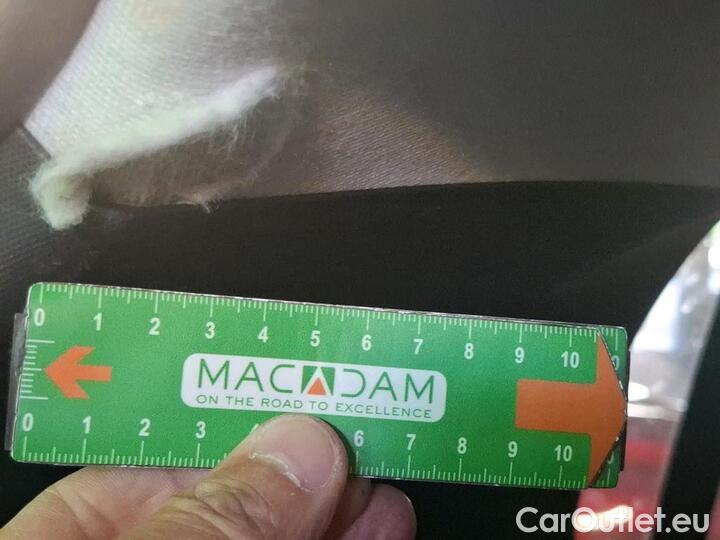 0 1 2 3 4 5 6 7 8 9 10
MACADAM
ON THE ROAD TO EXCELLENCE
0 1 2 3 6 7 8 9 10
CarOutlet.eu